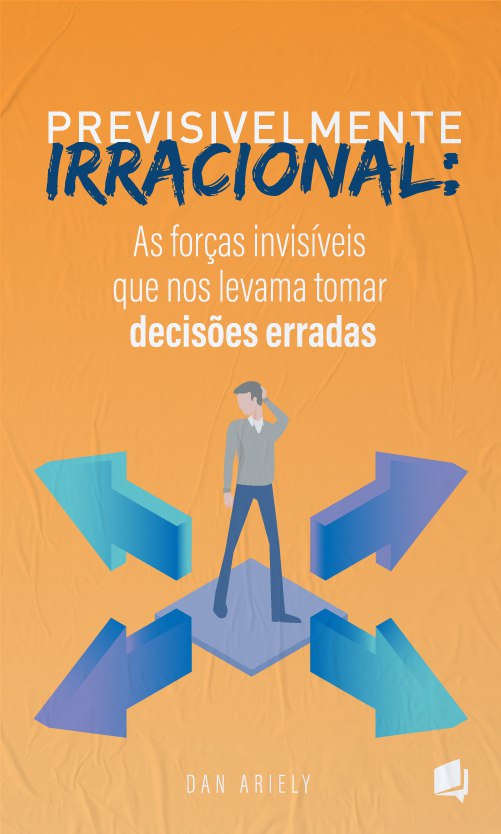 PREVISIVELMENTE
IRRACIONAL:
As forças invisíveis
que nos levama tomar
decisões erradas
DAN ARIELY